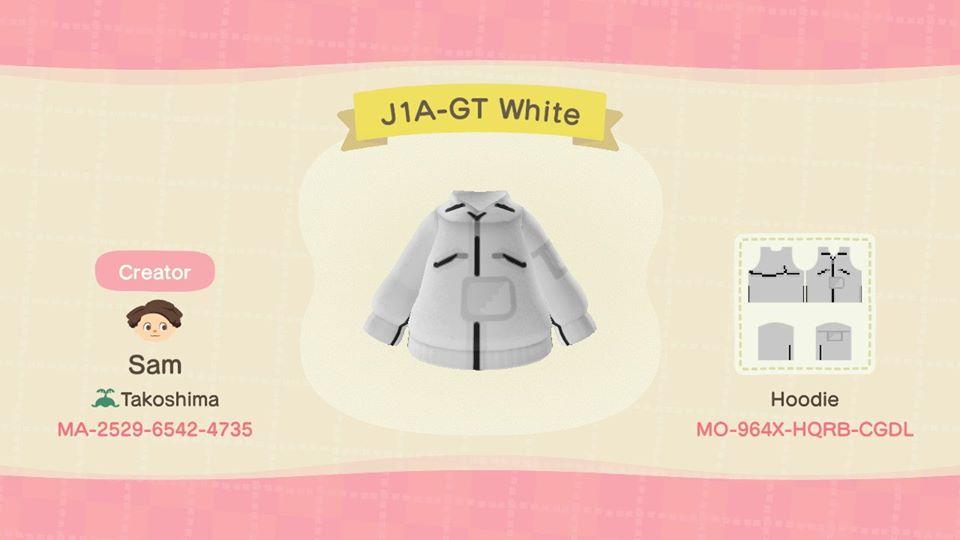 J1A-GT White
Creator
Sam
Takoshima
MA-2529-6542-4735
Hoodie
MO-964X-HQRB-CGDL